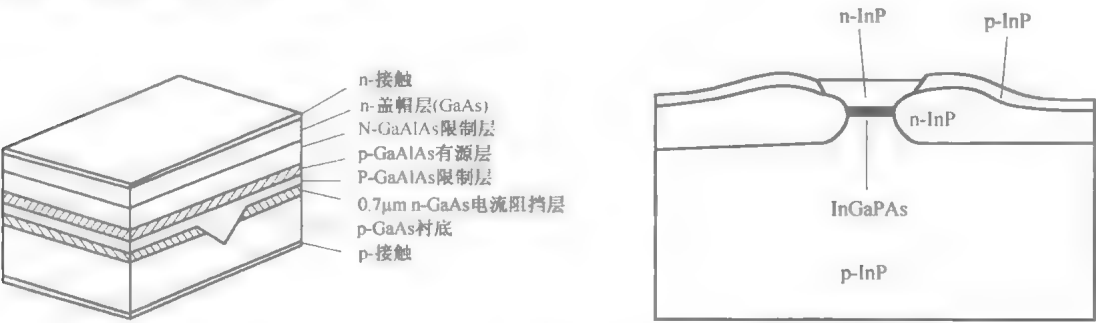 n-接触
n-盖帽层(GaAs)
N-GaAlAs限制层
p-GaAlAs有源层
P-GaAlAs限制层
0.7μm n-GaAs电流阻挡层
p-GaAs衬底
p-接触
n-InP
p-InP
n-InP
InGaPAs
p-InP